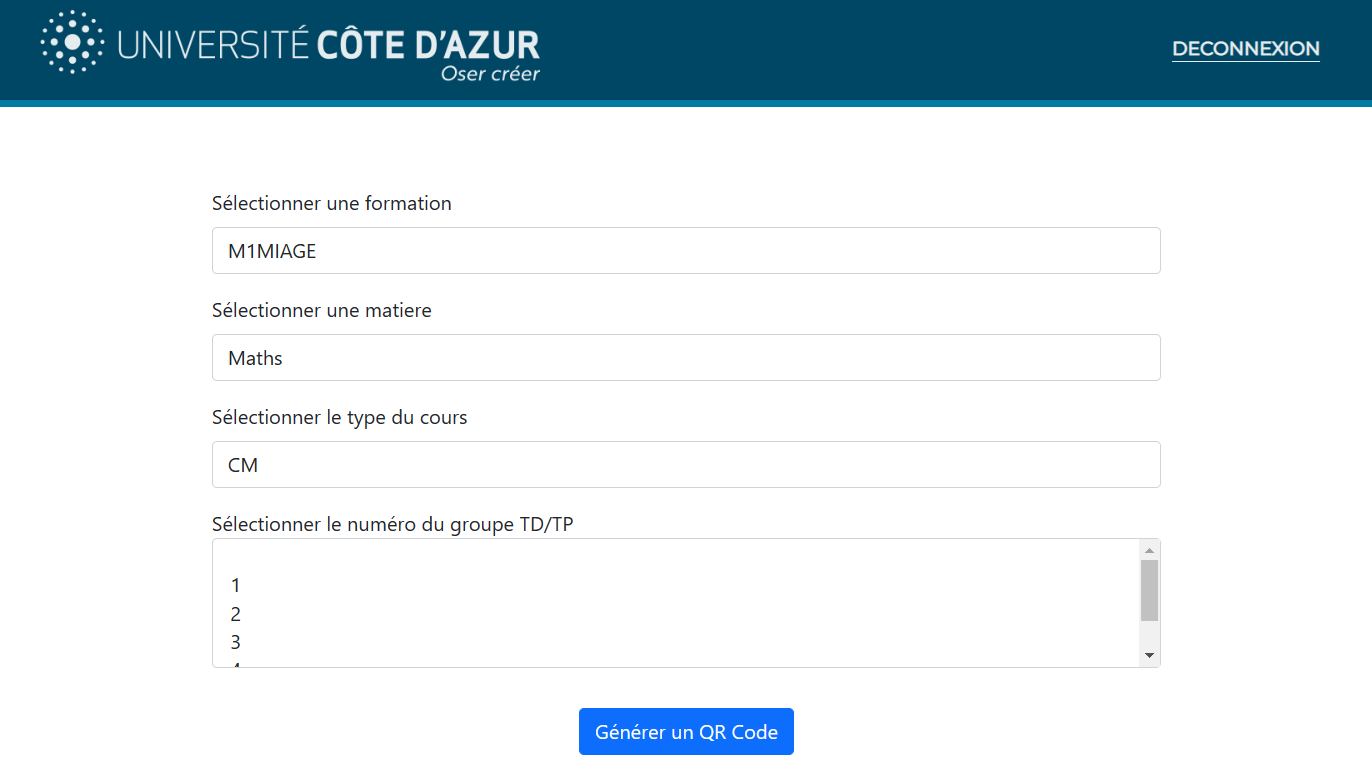 UNIVERSITÉ CÔTE D'AZUR
Oser créer
DECONNEXION
Sélectionner une formation
M1MIAGE
Sélectionner une matiere
Maths
Sélectionner le type du cours
CM
Sélectionner le numéro du groupe TD/TP
1
2
3
Générer un QR Code